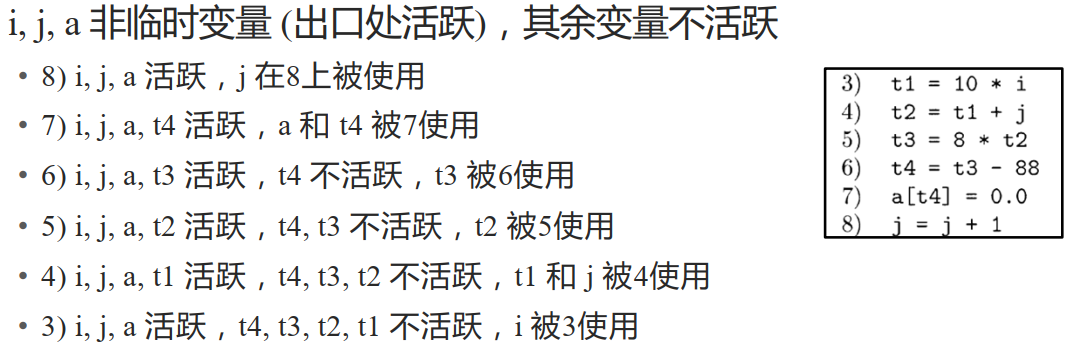 i, j, a 非临时变量 (出口处活跃)，其余变量不活跃
• 8) i, j, a 活跃，j 在8上被使用
• 7) i, j, a, t4 活跃，a 和 t4 被7使用
• 6) i, j, a, t3 活跃，t4 不活跃，t3 被6使用
• 5) i, j, a, t2 活跃，t4, t3 不活跃，t2 被5使用
• 4) i, j, a, t1 活跃，t4, t3, t2 不活跃，t1 和 j 被4使用
• 3) i, j, a 活跃，t4, t3, t2, t1 不活跃，i 被3使用
3) t1 = 10 * i
4) t2 = t1 + j
5) t3 = 8 * t2
6) t4 = t3 - 88
7) a[t4] = 0.0
8) j = j + 1